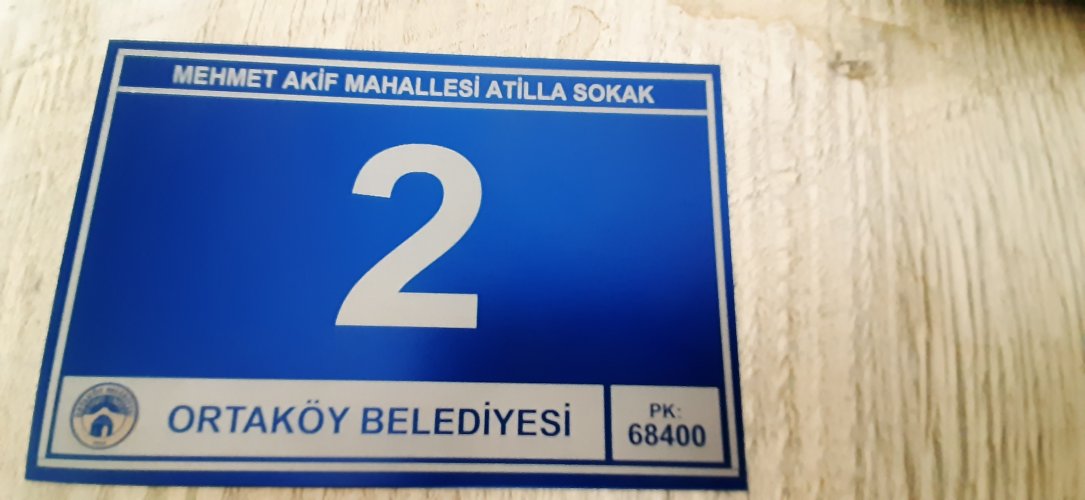 MEHMET AKİF MAHALLESİ ATİLLA SOKAK
2
ORTAKÖY BELEDİYESİ
PK:
68400